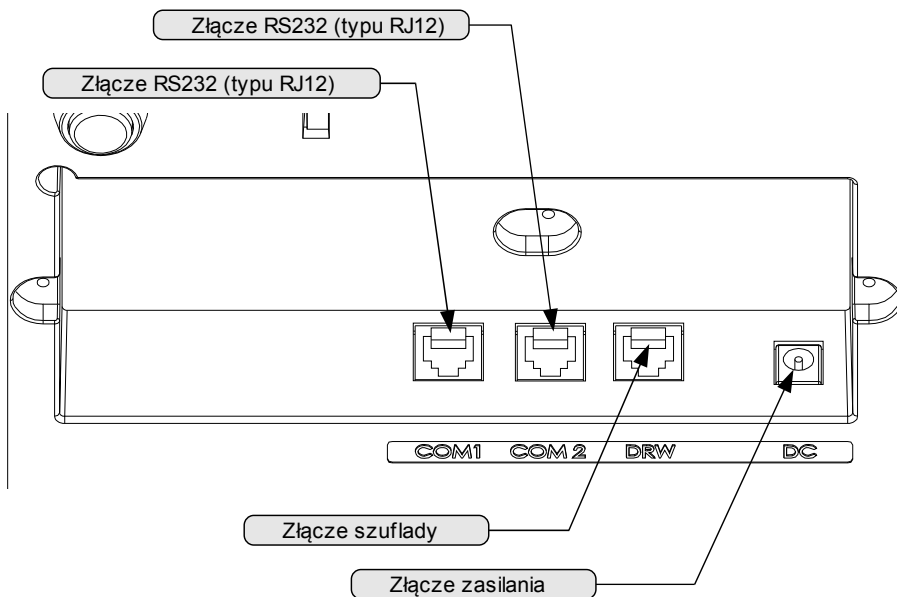 Złącze RS232 (typu RJ12)
Złącze RS232 (typu RJ12)
COM1 COM 2 DRW DC
Złącze szuflady
Złącze zasilania